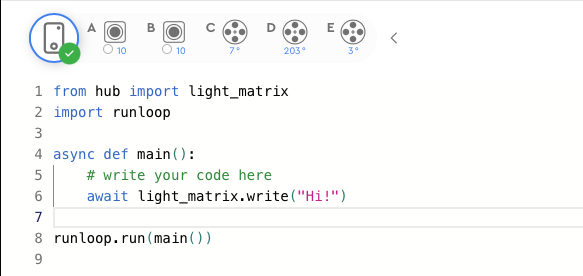 A B C D E
10 10 7° 203° 3°
1 from hub import light_matrix
2 import runloop
3
4 async def main():
5     # write your code here
6     await light_matrix.write("Hi!")
7
8 runloop.run(main())
9